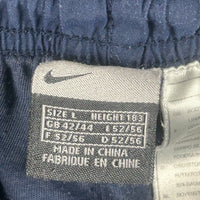 SIZE L HEIGHT 183
GB 42/44 E 52/56
F 52/56 D 52/56
MADE IN CHINA
FABRIQUE EN CHINE